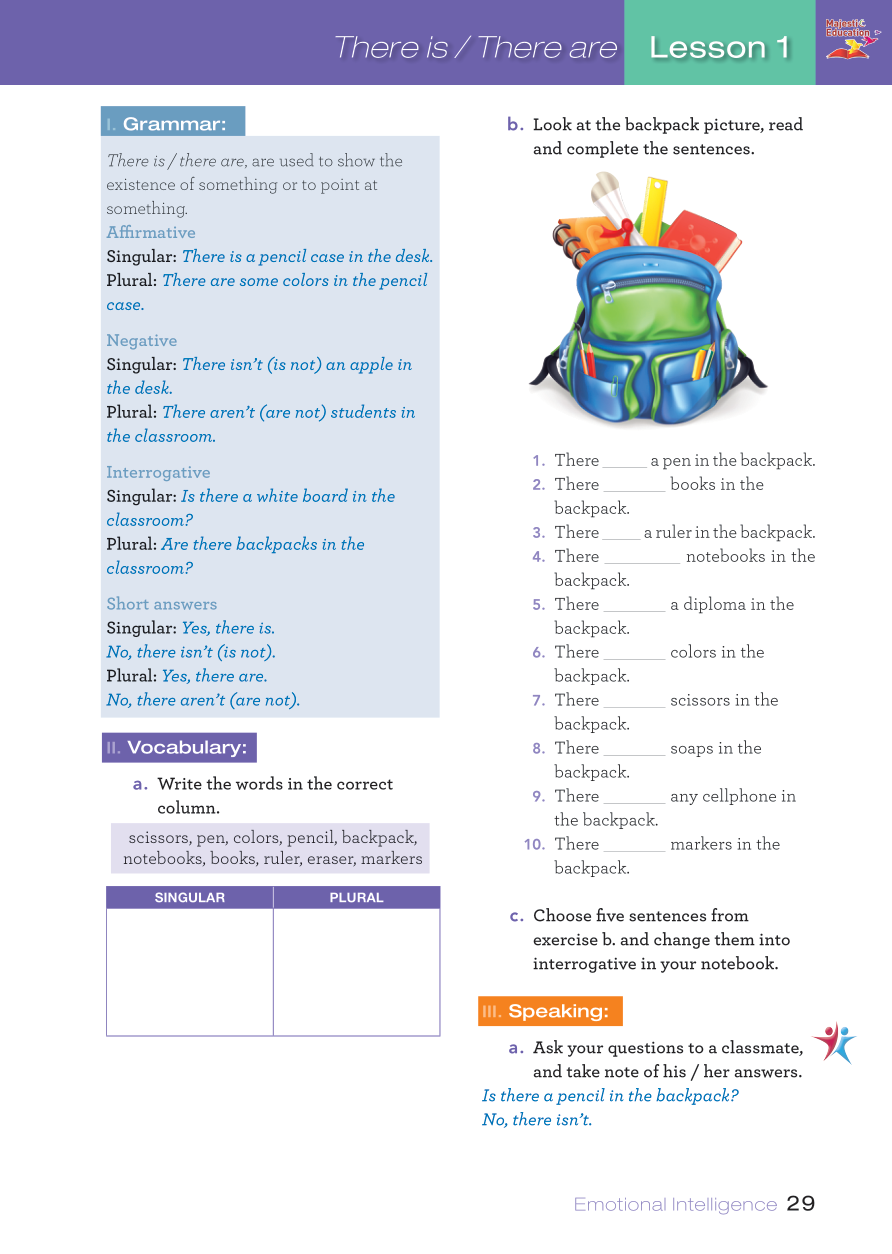 There is / There are
Lesson 1
Majestic
Education
I. Grammar:
There is / there are, are used to show the
existence of something or to point at
something.
Affirmative
Singular: There is a pencil case in the desk.
Plural: There are some colors in the pencil
case.
Negative
Singular: There isn't (is not) an apple in
the desk.
Plural: There aren't (are not) students in
the classroom.
Interrogative
Singular: Is there a white board in the
classroom?
Plural: Are there backpacks in the
classroom?
Short answers
Singular: Yes, there is.
No, there isn't (is not).
Plural: Yes, there are.
No, there aren't (are not).
II. Vocabulary:
a. Write the words in the correct
column.
scissors, pen, colors, pencil, backpack,
notebooks, books, ruler, eraser, markers
SINGULAR PLURAL
b. Look at the backpack picture, read
and complete the sentences.
1. There _____ a pen in the backpack.
2. There _______ books in the
backpack.
3. There ____ a ruler in the backpack.
4. There _________ notebooks in the
backpack.
5. There _______ a diploma in the
backpack.
6. There _______ colors in the
backpack.
7. There _______ scissors in the
backpack.
8. There _______ soaps in the
backpack.
9. There _______ any cellphone in
the backpack.
10. There _______ markers in the
backpack.
c. Choose five sentences from
exercise b. and change them into
interrogative in your notebook.
III. Speaking:
a. Ask your questions to a classmate,
and take note of his / her answers.
Is there a pencil in the backpack?
No, there isn't.
Emotional Intelligence 29